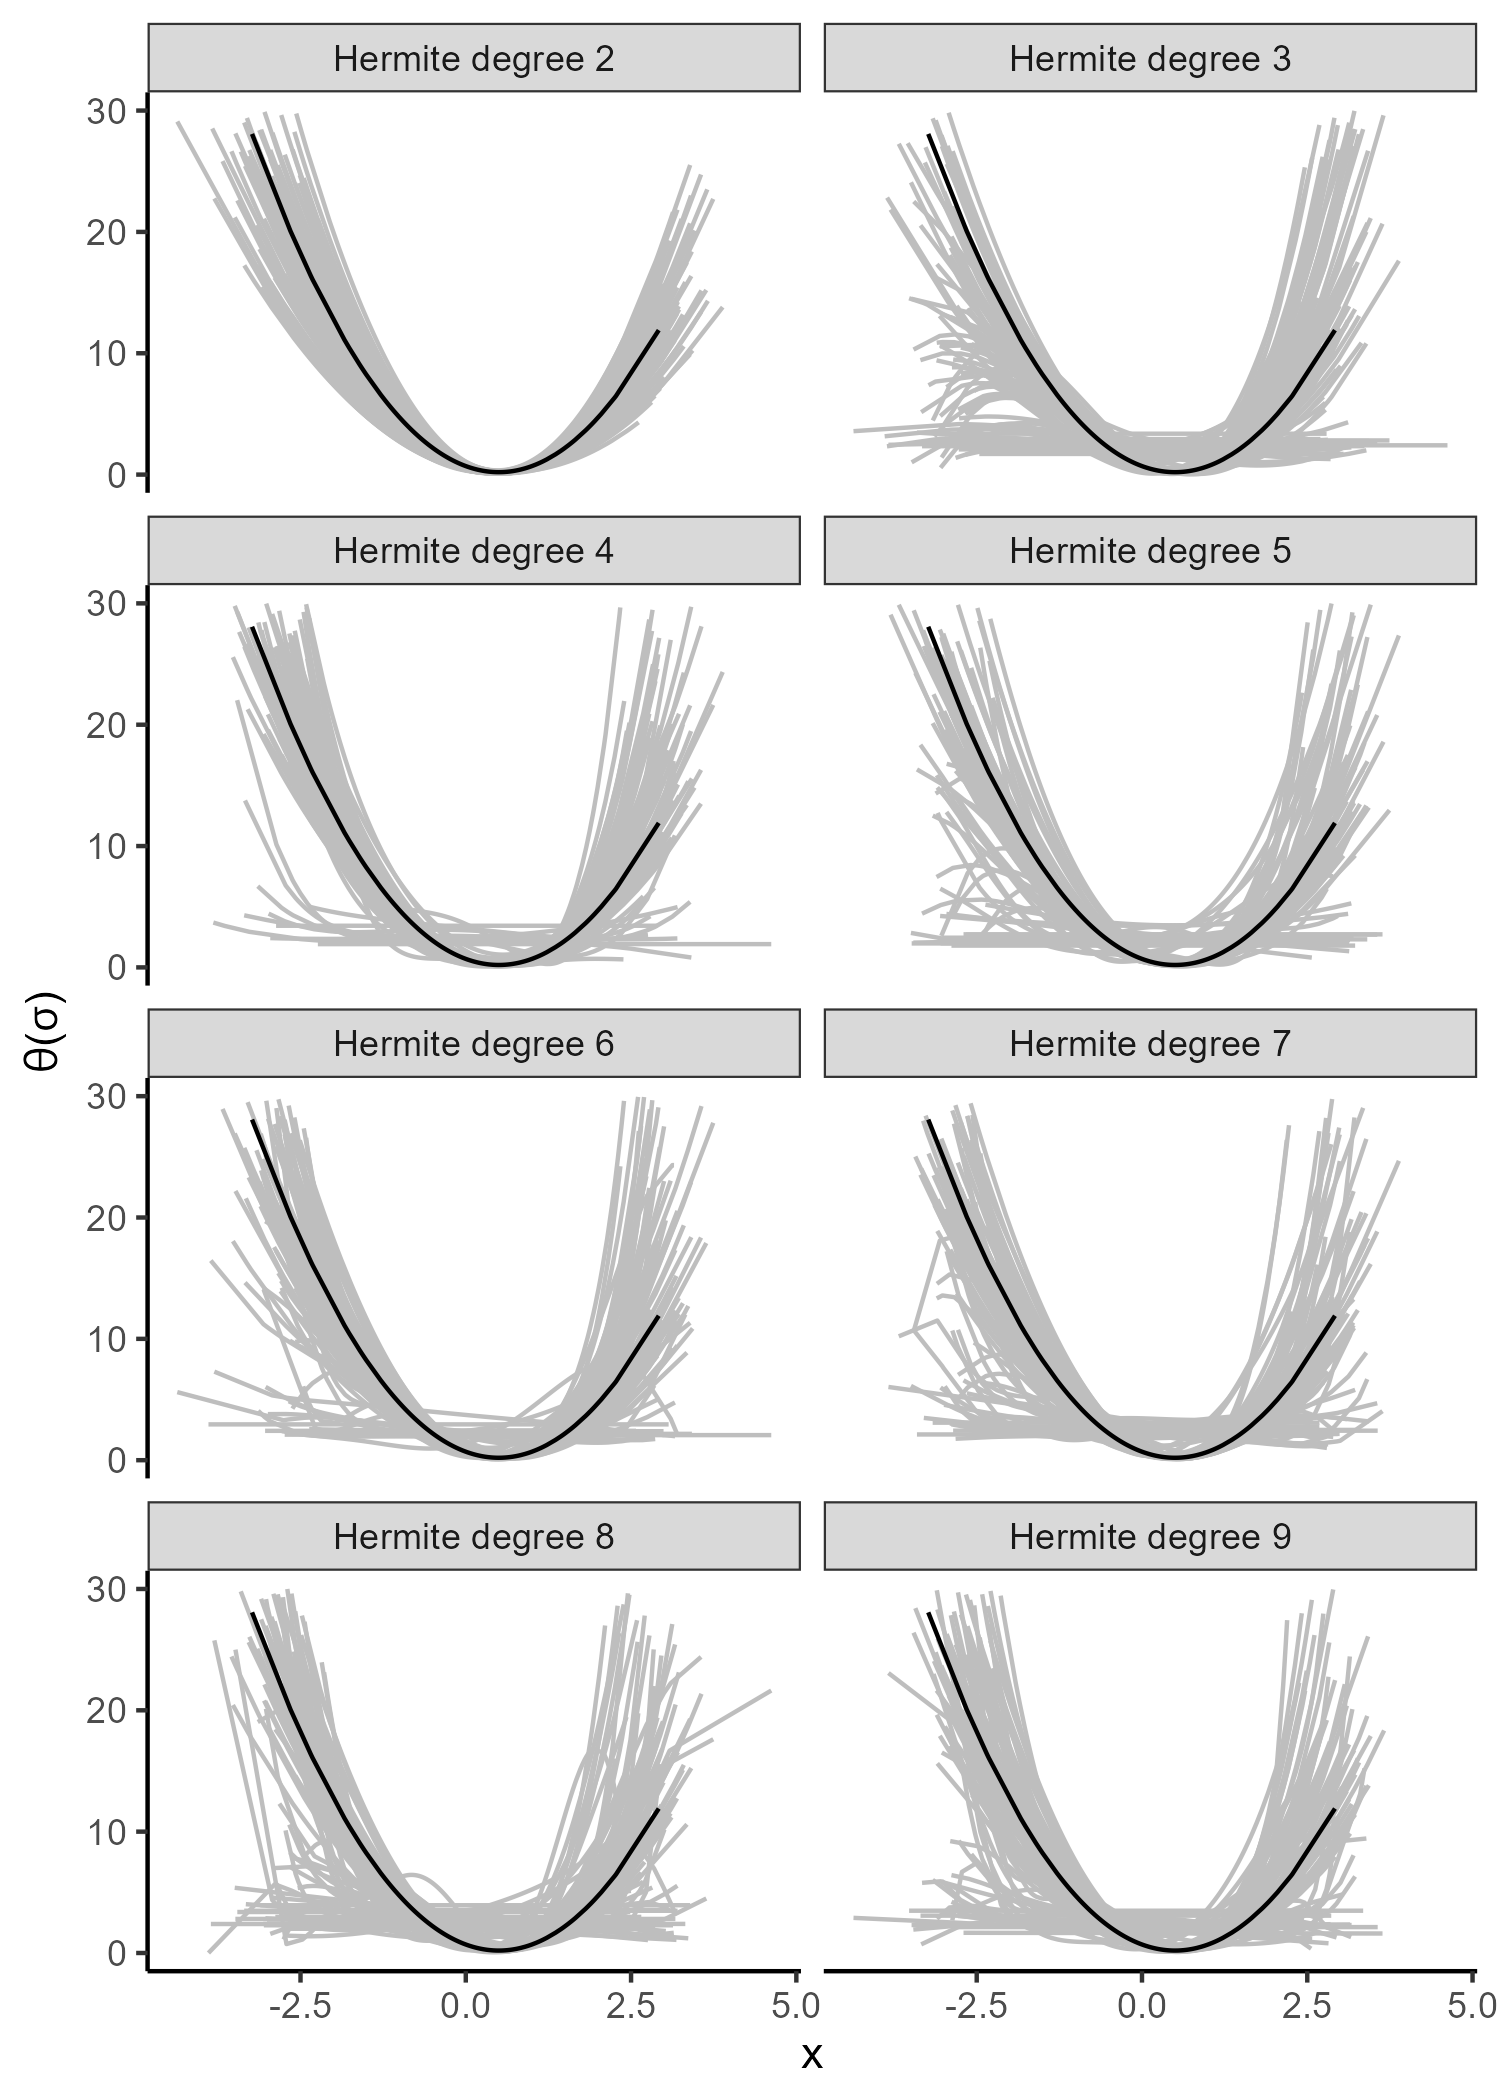 Hermite degree 2
Hermite degree 3
30
20
10
0
Hermite degree 4
Hermite degree 5
30
20
10
0
θ(σ)
Hermite degree 6
Hermite degree 7
30
20
10
0
Hermite degree 8
Hermite degree 9
30
20
10
0
-2.5 0.0 2.5 5.0
-2.5 0.0 2.5 5.0
x